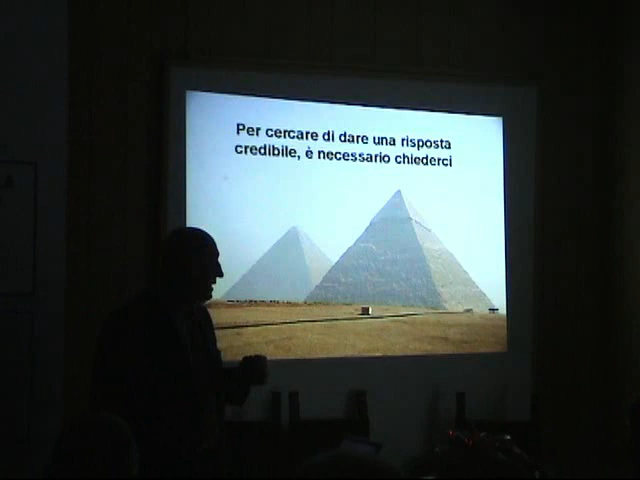 Per cercare di dare una risposta
credibile, è necessario chiederci